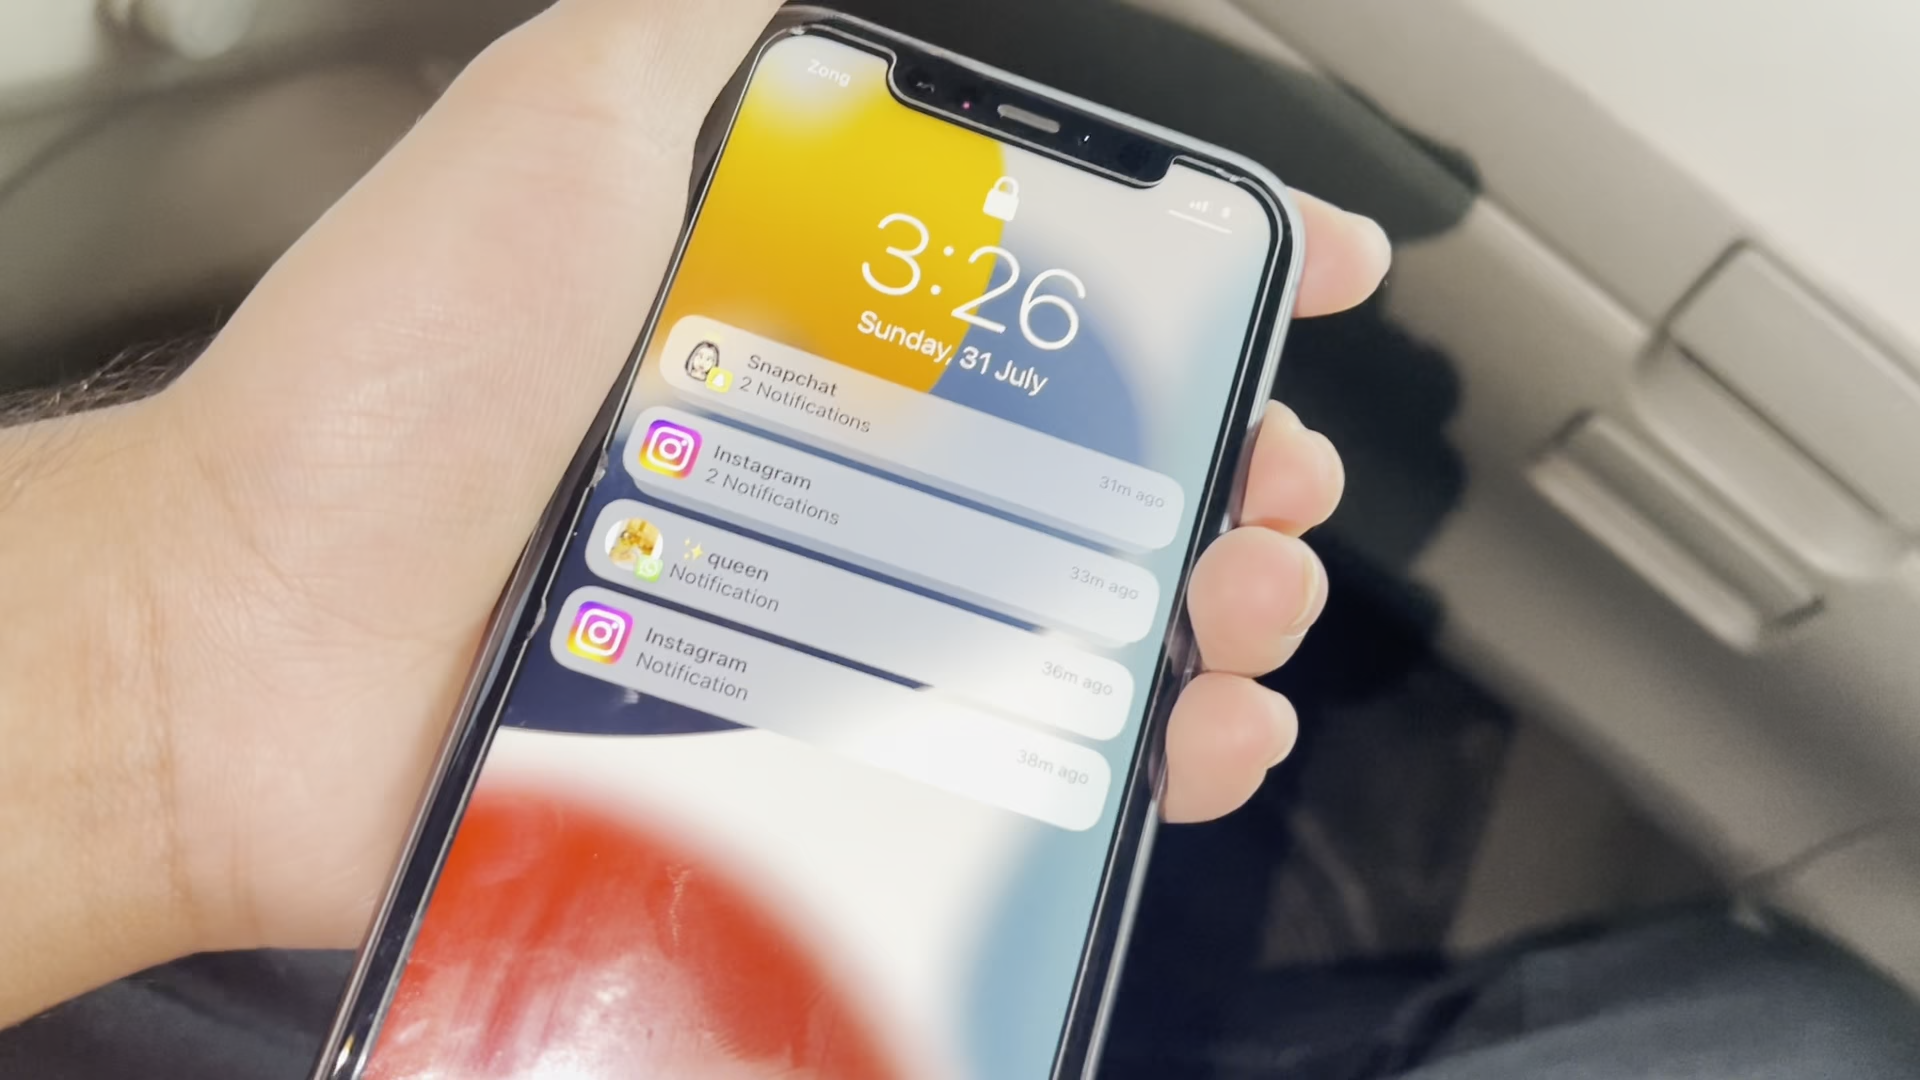 Zong
3:26
Sunday, 31 July
Snapchat
2 Notifications
31m ago
Instagram
2 Notifications
33m ago
✨ queen
Notification
36m ago
Instagram
Notification
38m ago